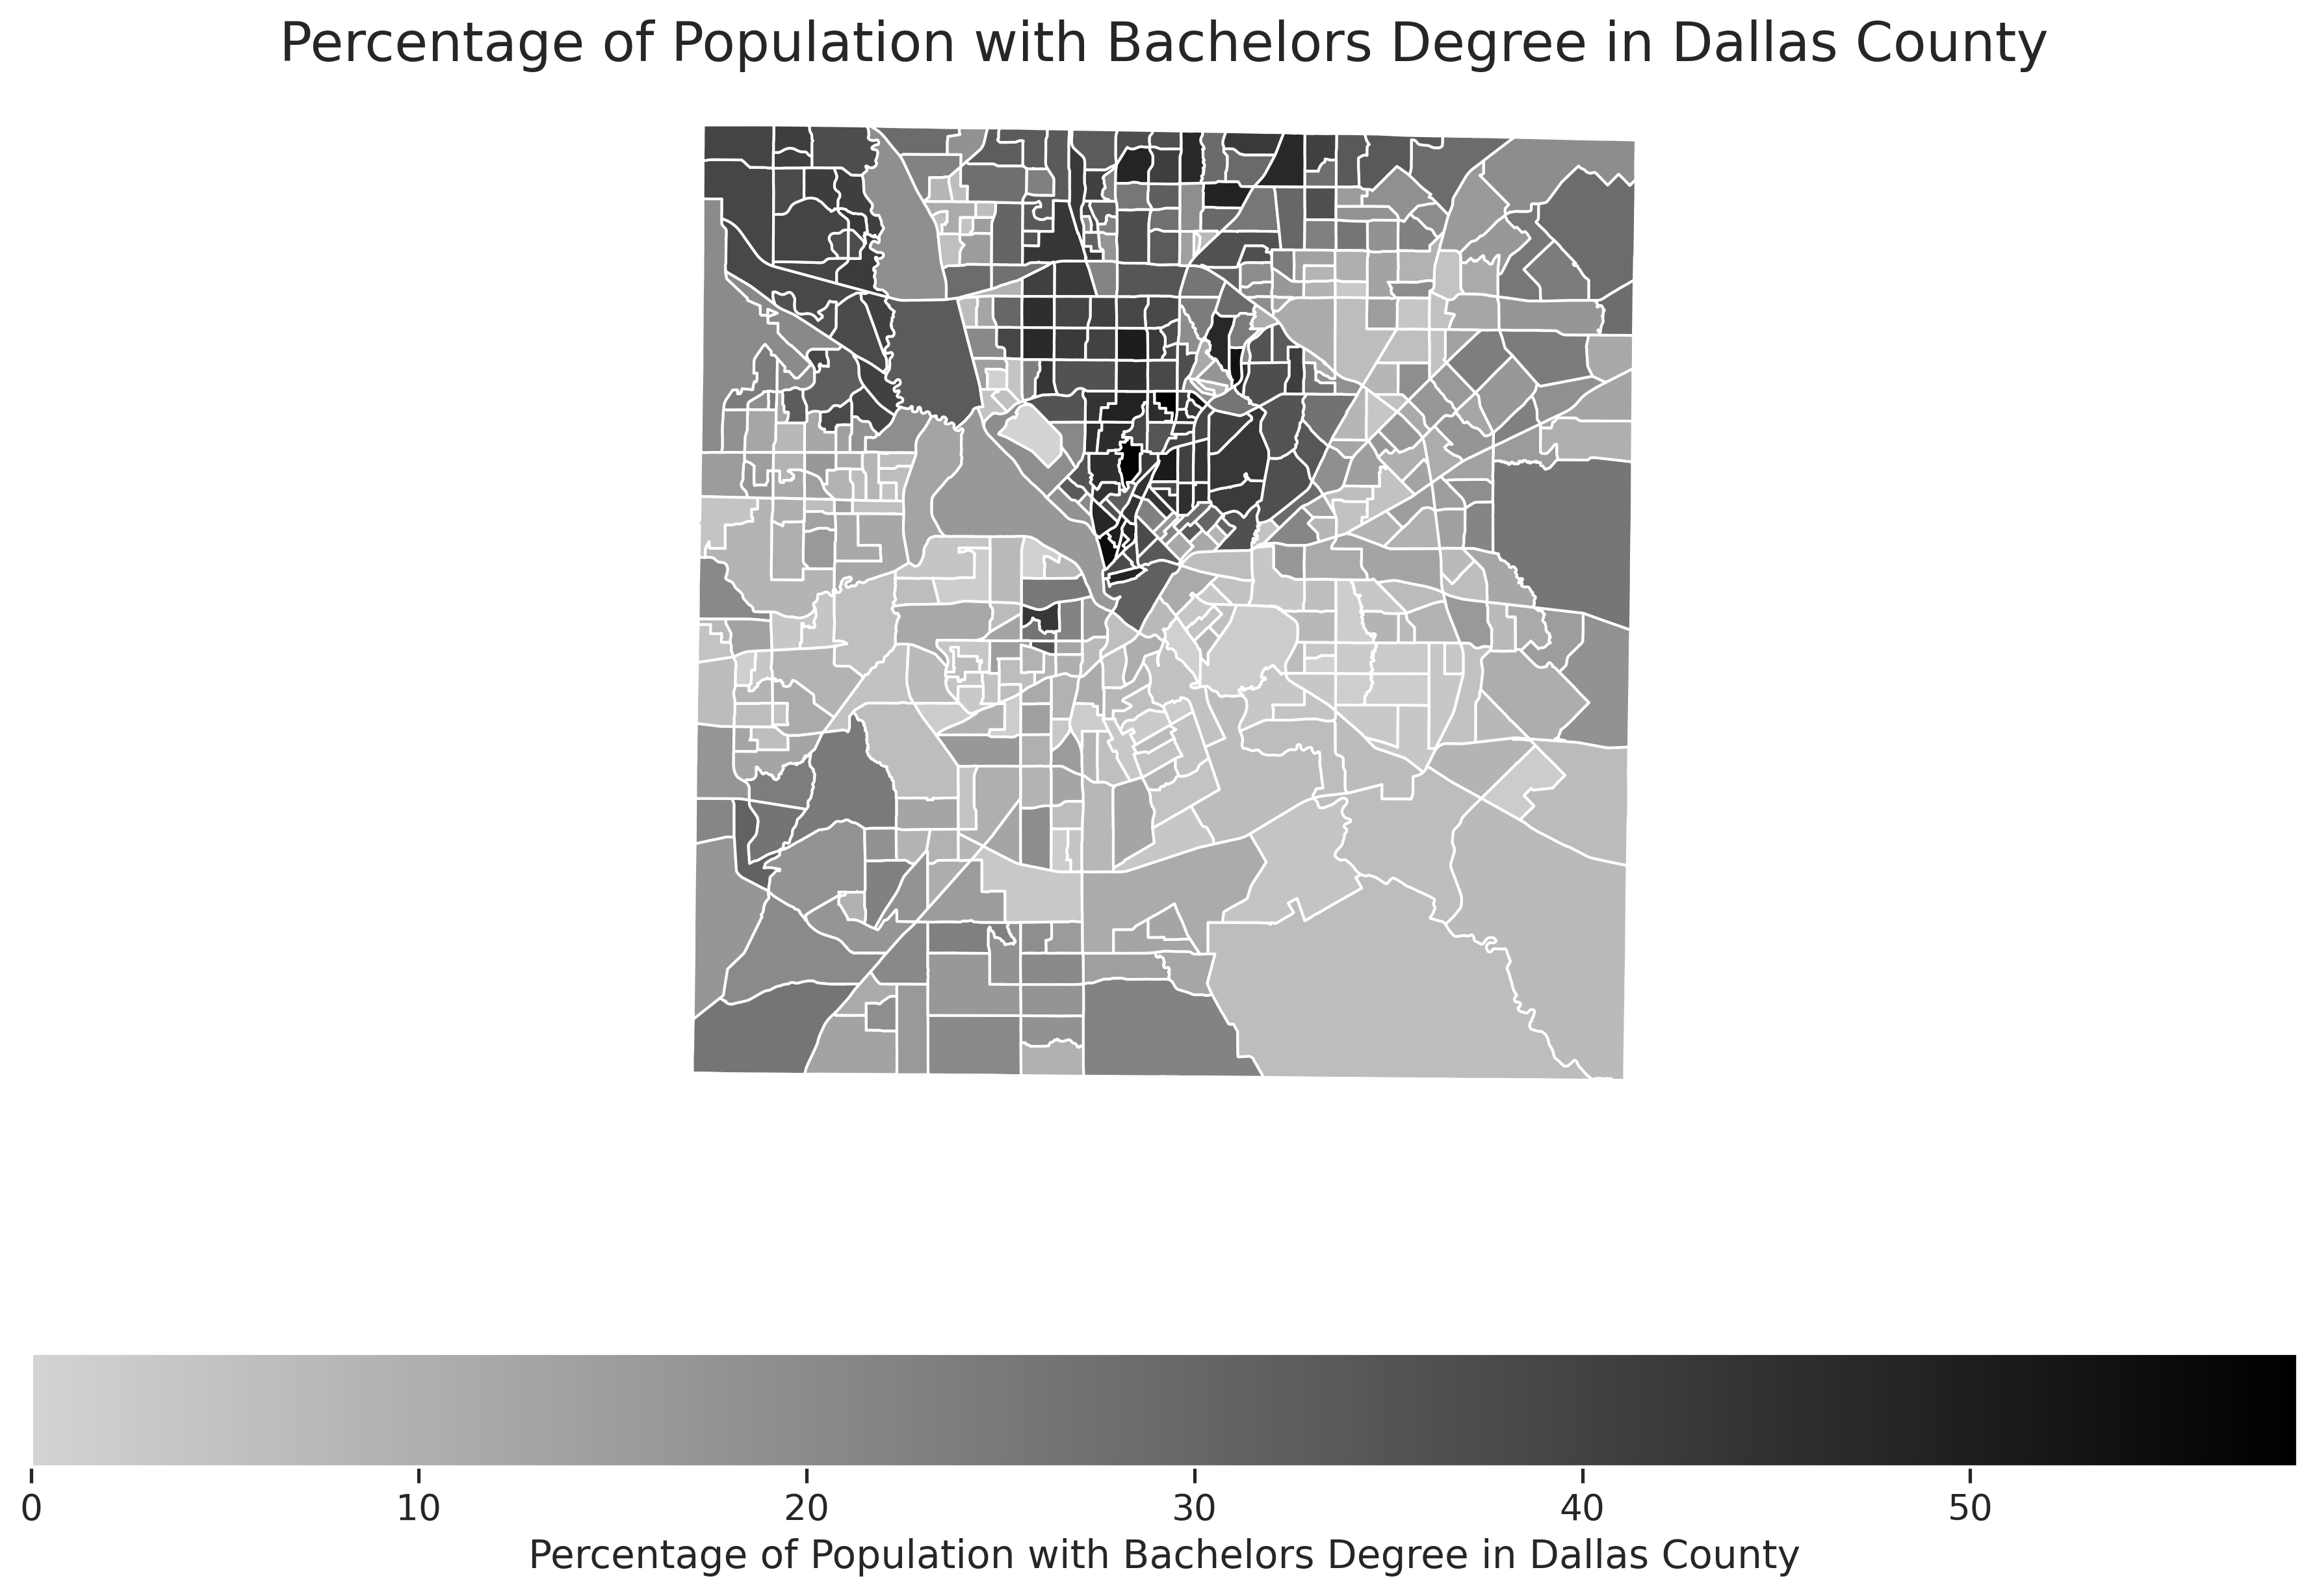 Percentage of Population with Bachelors Degree in Dallas County
0 10 20 30 40 50
Percentage of Population with Bachelors Degree in Dallas County